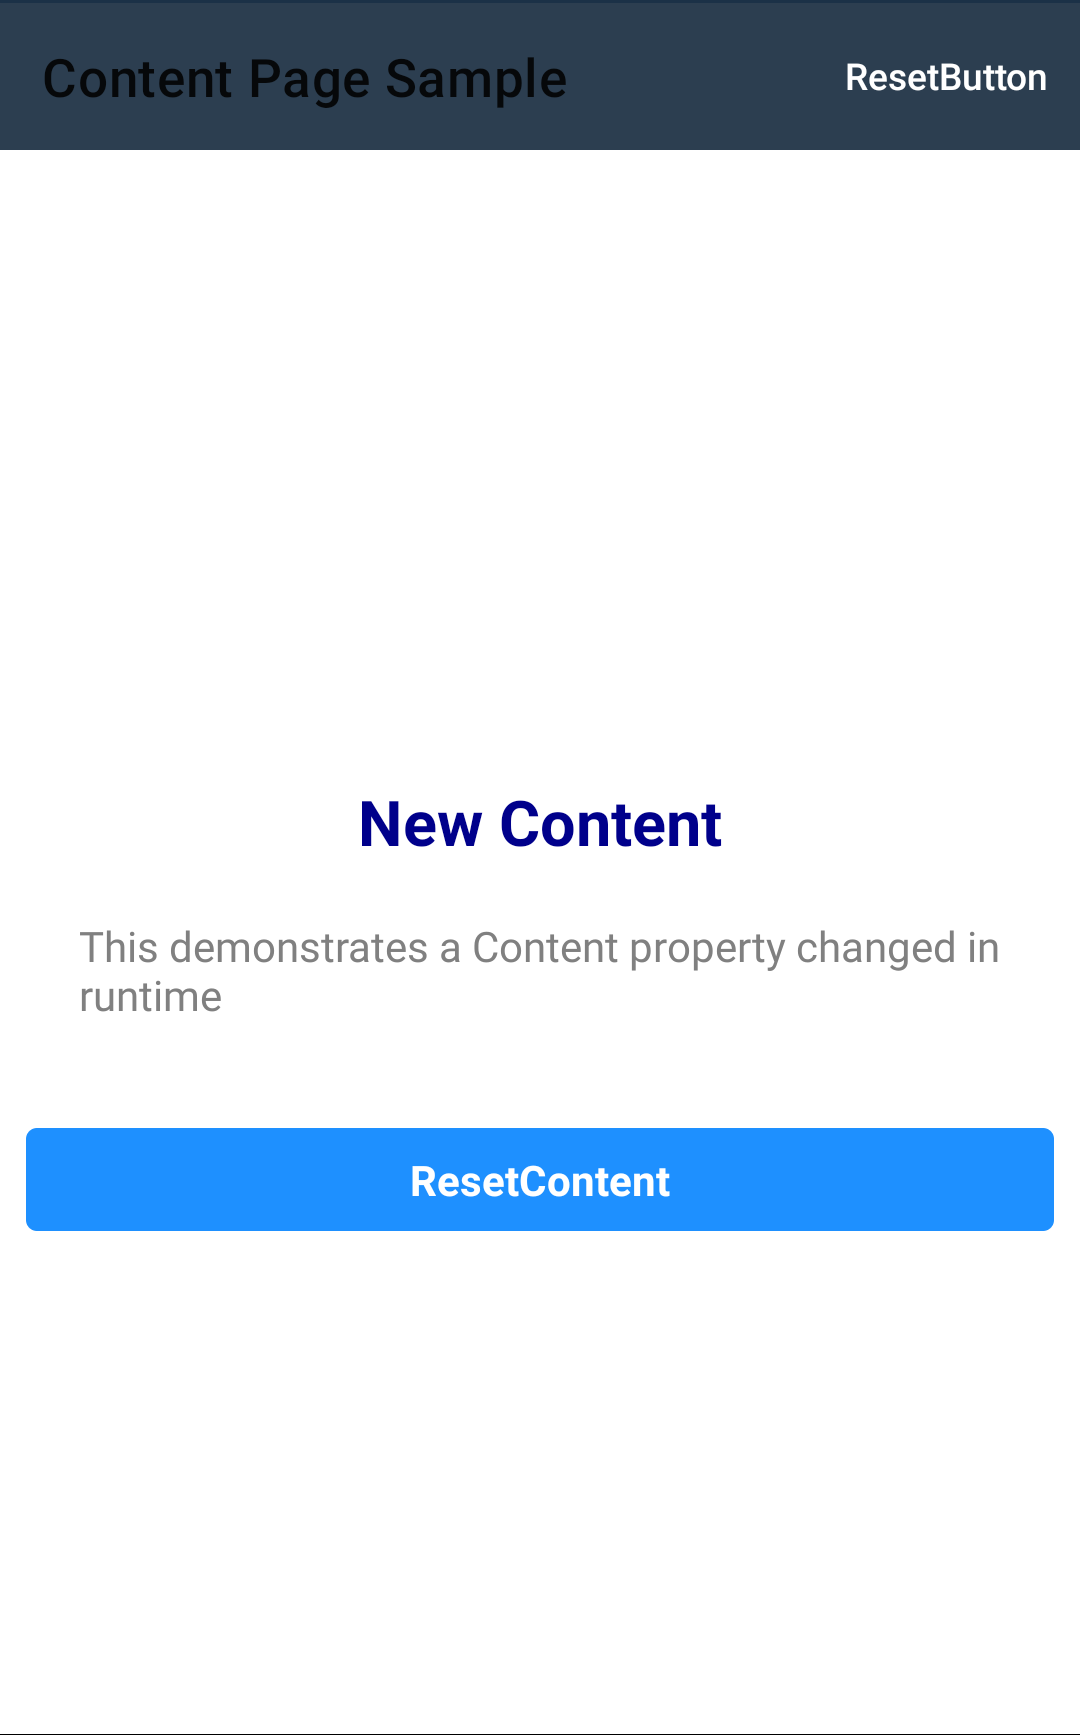 Content Page Sample
ResetButton
New Content
This demonstrates a Content property changed in
runtime
ResetContent